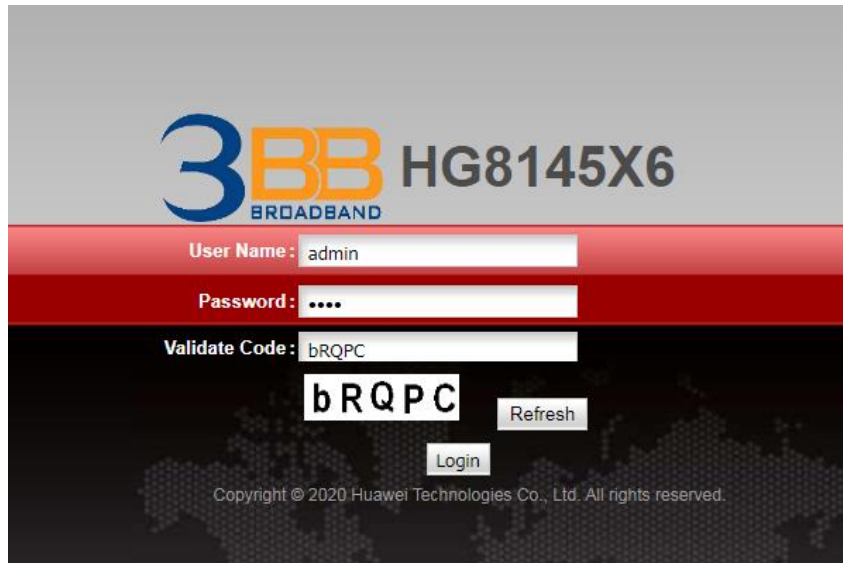 3BB HG8145X6
BROADBAND
User Name : admin
Password : ••••
Validate Code : bRQPC
bRQPC
Refresh
Login
Copyright © 2020 Huawei Technologies Co., Ltd. All rights reserved.